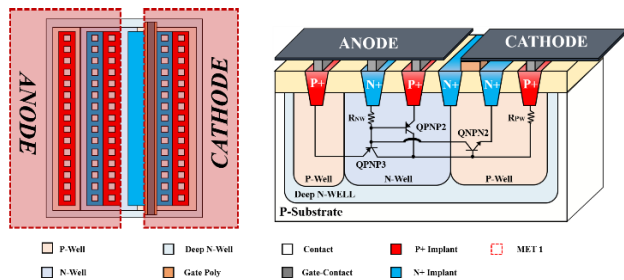 ANODE
CATHODE
ANODE
CATHODE
P+
N+
P+
N+
N+
P+
RNW
QPNP2
QNPN2
RPW
QPNP3
P-Well
N-Well
P-Well
Deep N-WELL
P-Substrate
P-Well
Deep N-Well
Contact
P+ Implant
MET 1
N-Well
Gate Poly
Gate-Contact
N+ Implant